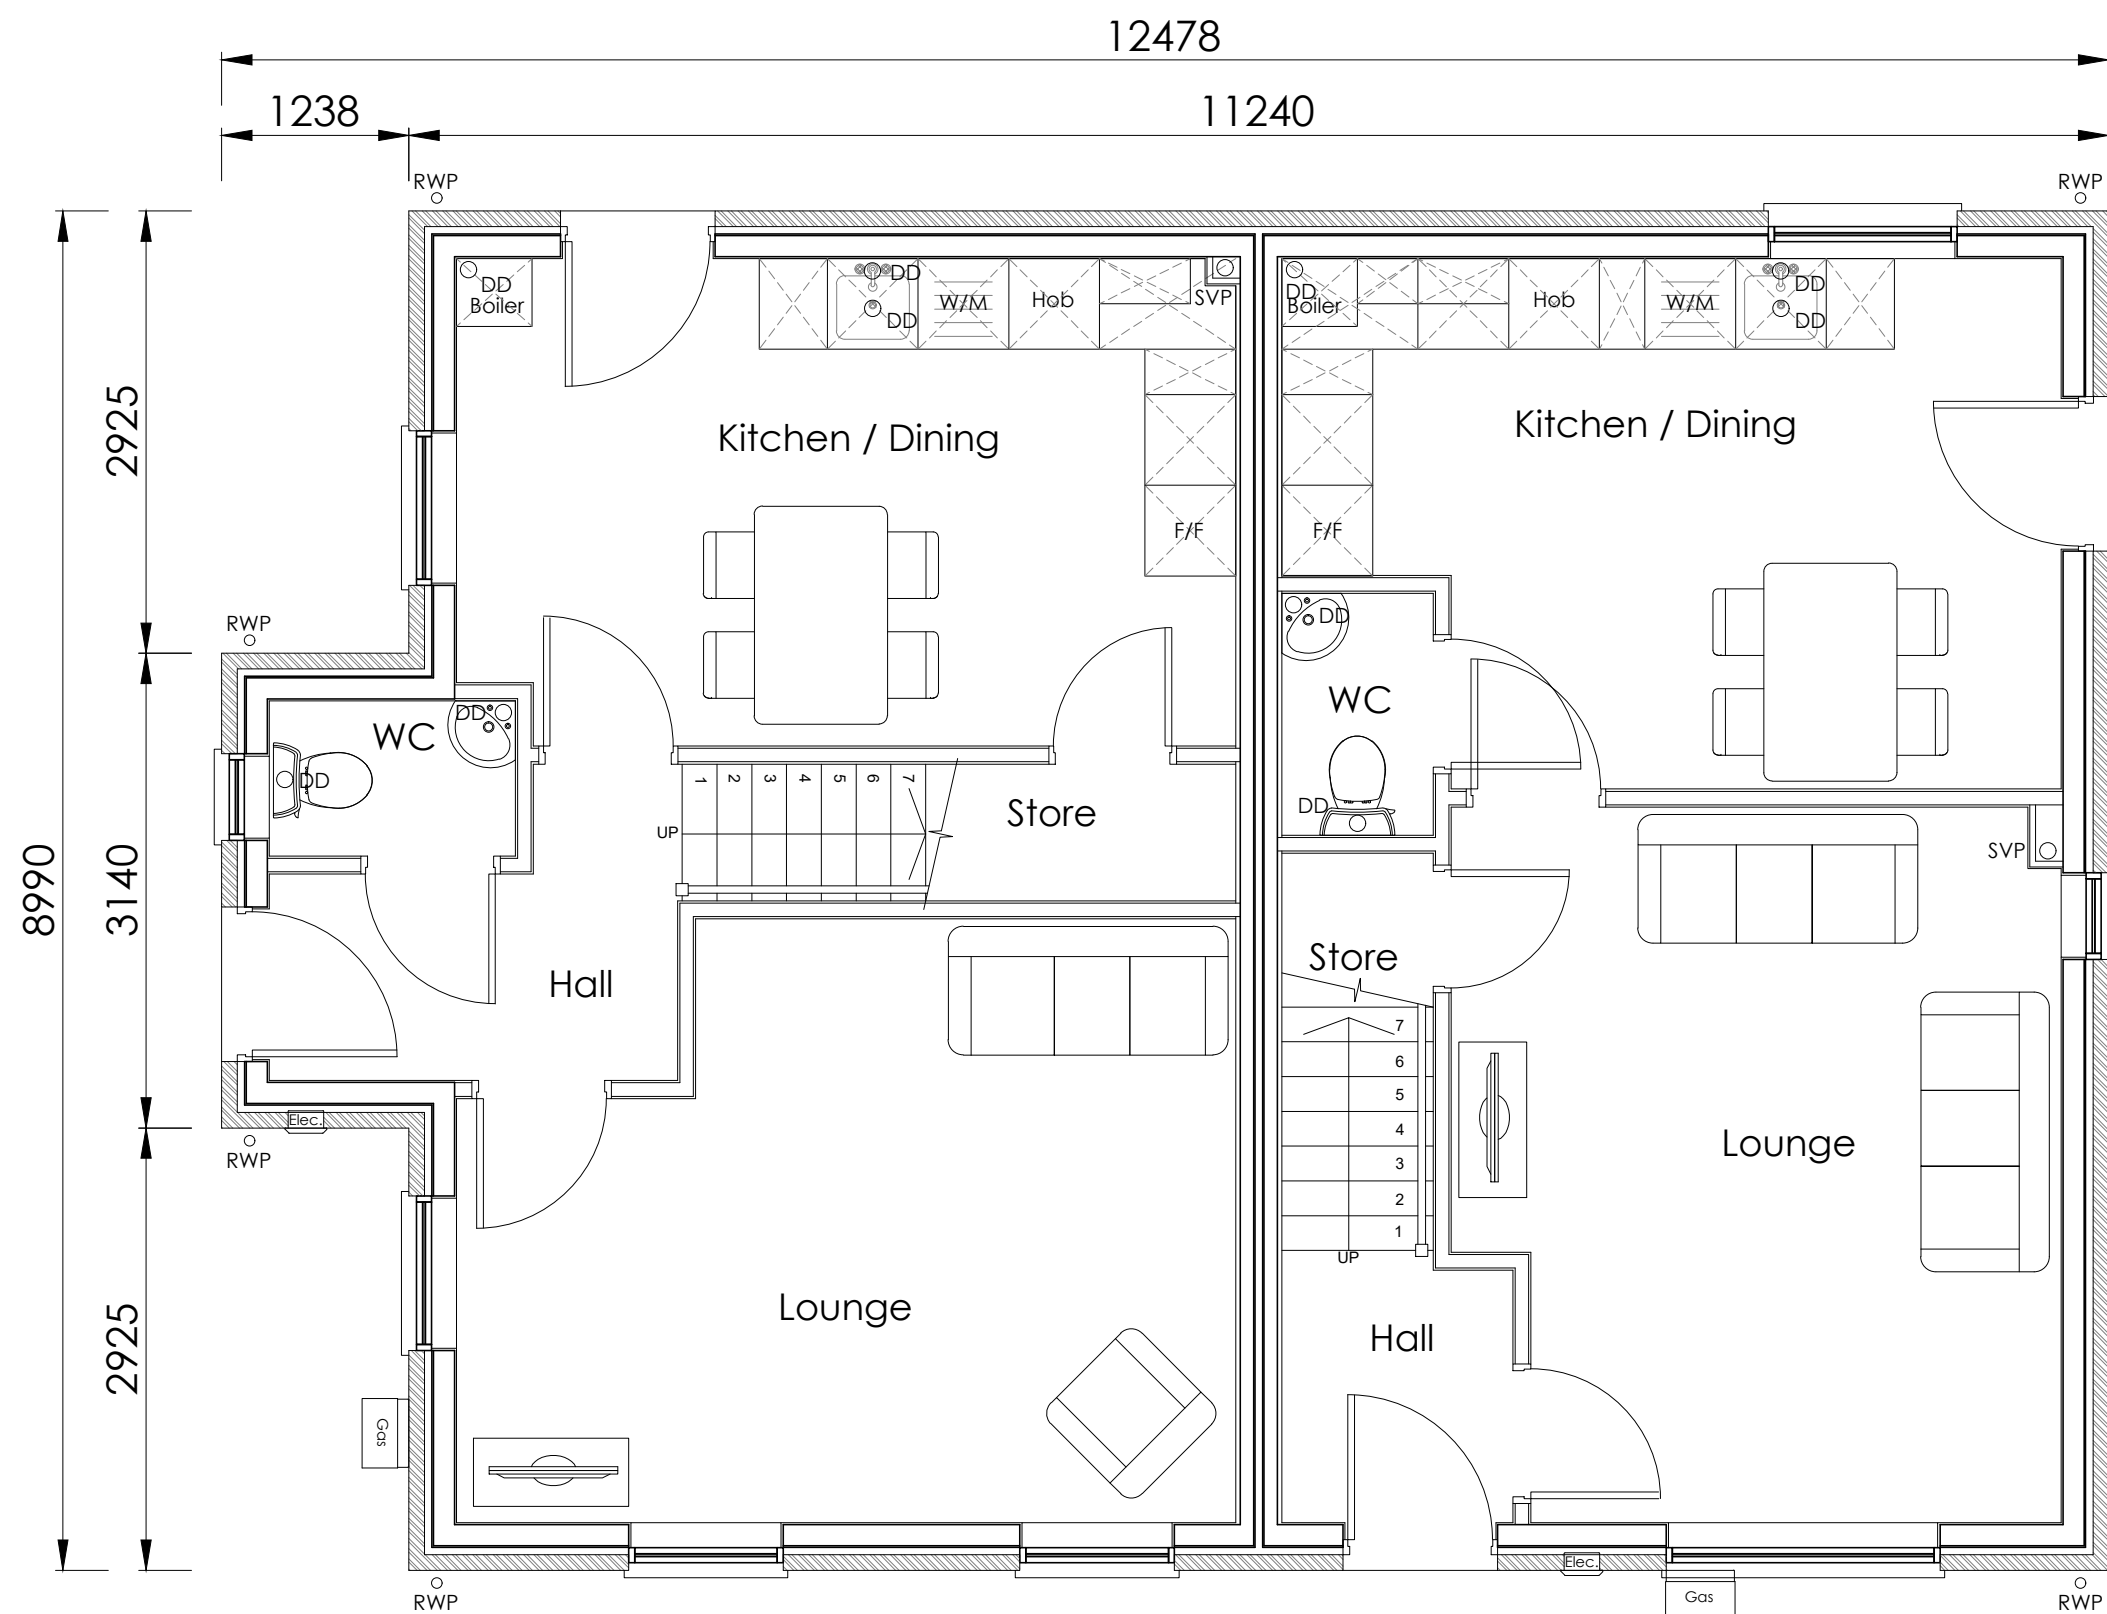 12478
1238
11240
RWP
RWP
DD
Boiler
DD
DD
W/M
Hob
SVP
DD
Boiler
Hob
W/M
DD
DD
2925
Kitchen / Dining
Kitchen / Dining
F/F
F/F
RWP
DD
WC
DD
DD
WC
DD
1
2
3
4
5
6
7
UP
Store
SVP
8990
3140
Hall
Store
7
6
5
4
3
2
1
UP
Elec.
RWP
Lounge
Lounge
Hall
2925
Gas
Elec.
Gas
RWP
RWP